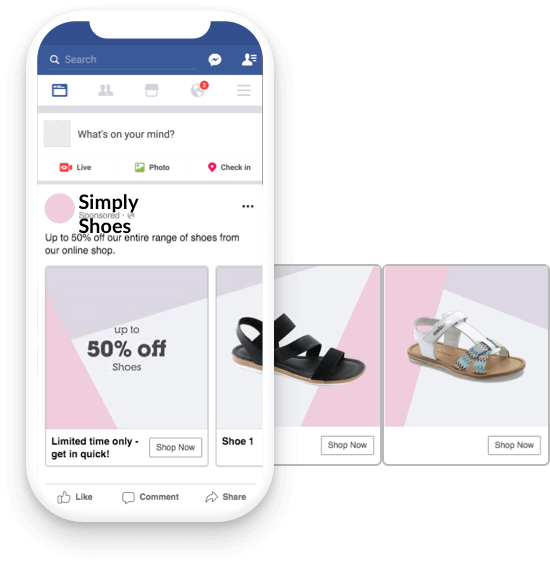 Search
2
What's on your mind?
Live
Photo
Check in
Simply
Shoes
Sponsored ·
Up to 50% off our entire range of shoes from
our online shop.
up to
50% off
Shoes
Limited time only -
get in quick!
Shop Now
Shoe 1
Shop Now
Shop Now
Like
Comment
Share